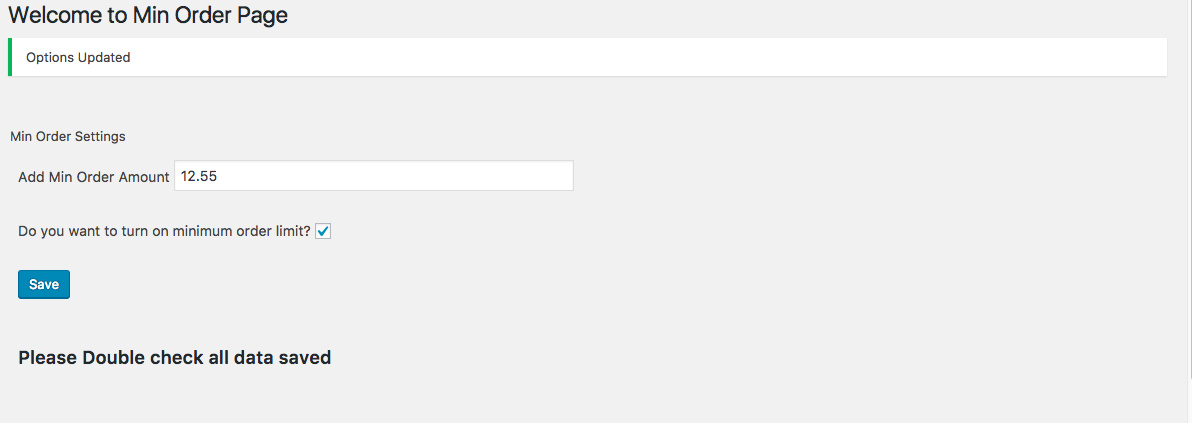 Welcome to Min Order Page
Options Updated
Min Order Settings
Add Min Order Amount 12.55
Do you want to turn on minimum order limit?
Save
Please Double check all data saved